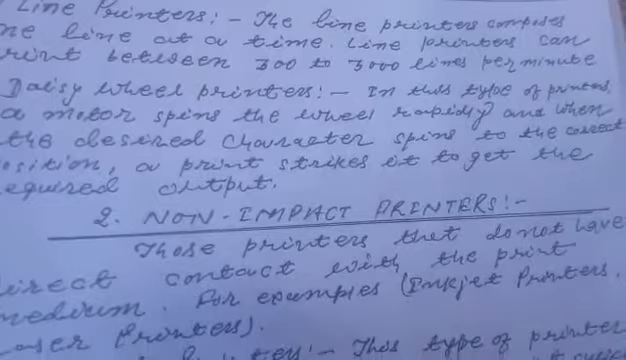 Line Printers:- The line printers composes
ne line at a time. Line printers can
rint between 300 to 3000 lines per minute
Daisy wheel printers:- In this type of printers,
a motor spins the wheel rapidly and when
the desired character spins to the correct
osition, a print strikes it to get the
equired output.
2. NON-IMPACT PRINTERS:-
Those printers that do not have
irect contact with the print
medium. For examples (Inkjet Printers,
aser Printers).
:- This type of printer